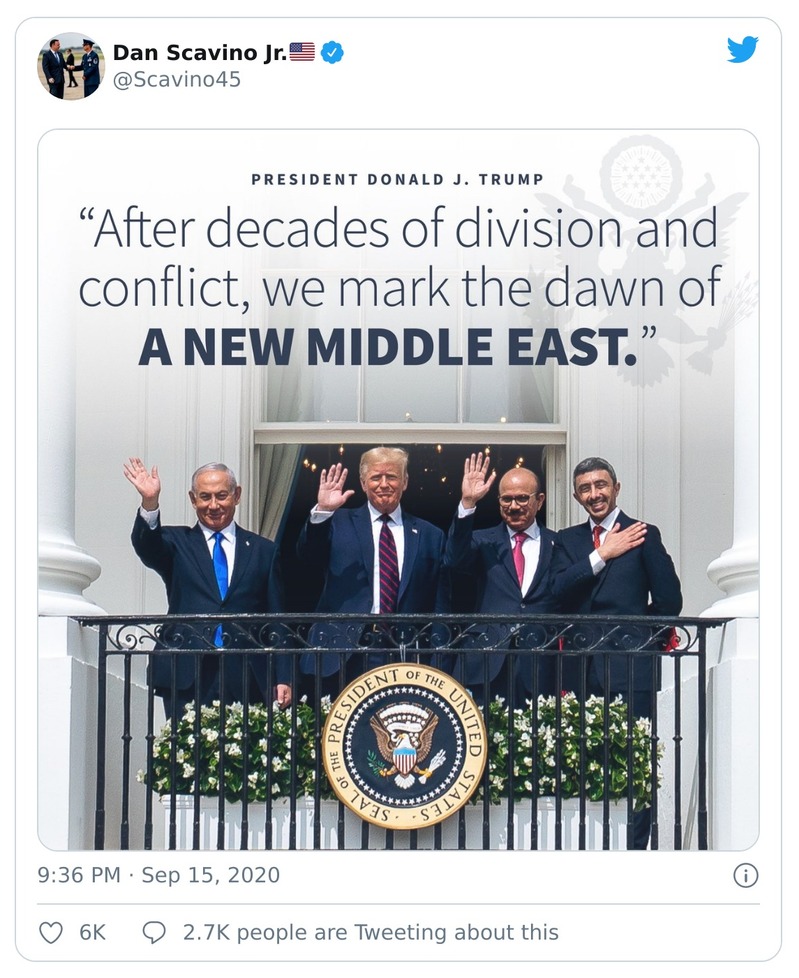 Dan Scavino Jr.🇺🇸
@Scavino45
PRESIDENT DONALD J. TRUMP
“After decades of division and
conflict, we mark the dawn of
A NEW MIDDLE EAST.”
SEAL OF THE PRESIDENT OF THE UNITED STATES
9:36 PM · Sep 15, 2020
6K
2.7K people are Tweeting about this